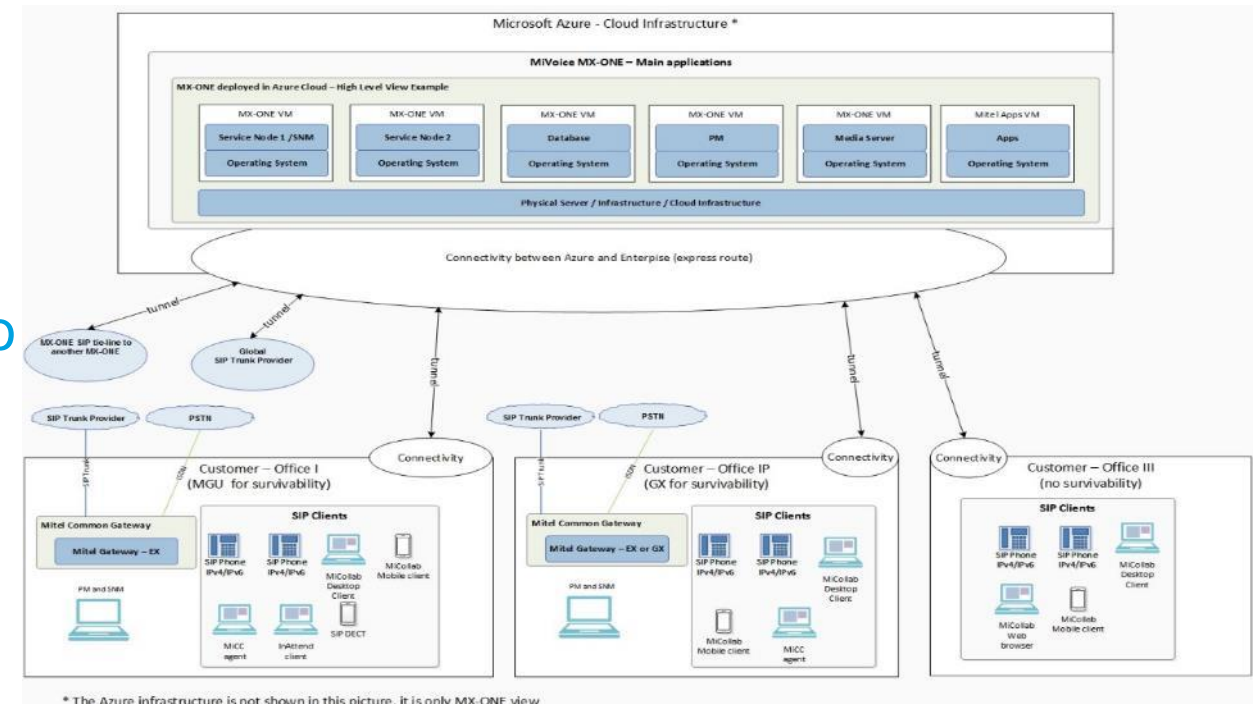 Microsoft Azure - Cloud Infrastructure *
MiVoice MX-ONE – Main applications
MX-ONE deployed in Azure Cloud – High Level View Example
MX-ONE VM
Service Node 1 /SNM
Operating System
MX-ONE VM
Service Node 2
Operating System
MX-ONE VM
Database
Operating System
MX-ONE VM
PM
Operating System
MX-ONE VM
Media Server
Operating System
Mitel Apps VM
Apps
Operating System
Physical Server / Infrastructure / Cloud Infrastructure
Connectivity between Azure and Enterpise (express route)
tunnel
tunnel
tunnel
tunnel
tunnel
MX-ONE SIP tie-line to
another MX-ONE
Global
SIP Trunk Provider
SIP Trunk Provider
PSTN
SIP Trunk
ISDN
Connectivity
Customer – Office I
(MGU for survivability)
Mitel Common Gateway
Mitel Gateway – EX
PM and SNM
SIP Clients
SIP Phone
IPv4/IPv6
SIP Phone
IPv4/IPv6
MiCollab
Desktop
Client
MiCollab
Mobile client
MiCC
agent
InAttend
client
SIP DECT
SIP Trunk Provider
PSTN
SIP Trunk
ISDN
Connectivity
Customer – Office IP
(GX for survivability)
Mitel Common Gateway
Mitel Gateway – EX or GX
PM and SNM
SIP Clients
SIP Phone
IPv4/IPv6
SIP Phone
IPv4/IPv6
MiCollab
Desktop
Client
MiCollab
Mobile client
MiCC
agent
Connectivity
Customer – Office III
(no survivability)
SIP Clients
SIP Phone
IPv4/IPv6
SIP Phone
IPv4/IPv6
MiCollab
Desktop
Client
MiCollab
Web
browser
MiCollab
Mobile client
* The Azure infrastructure is not shown in this picture, it is only MX-ONE view